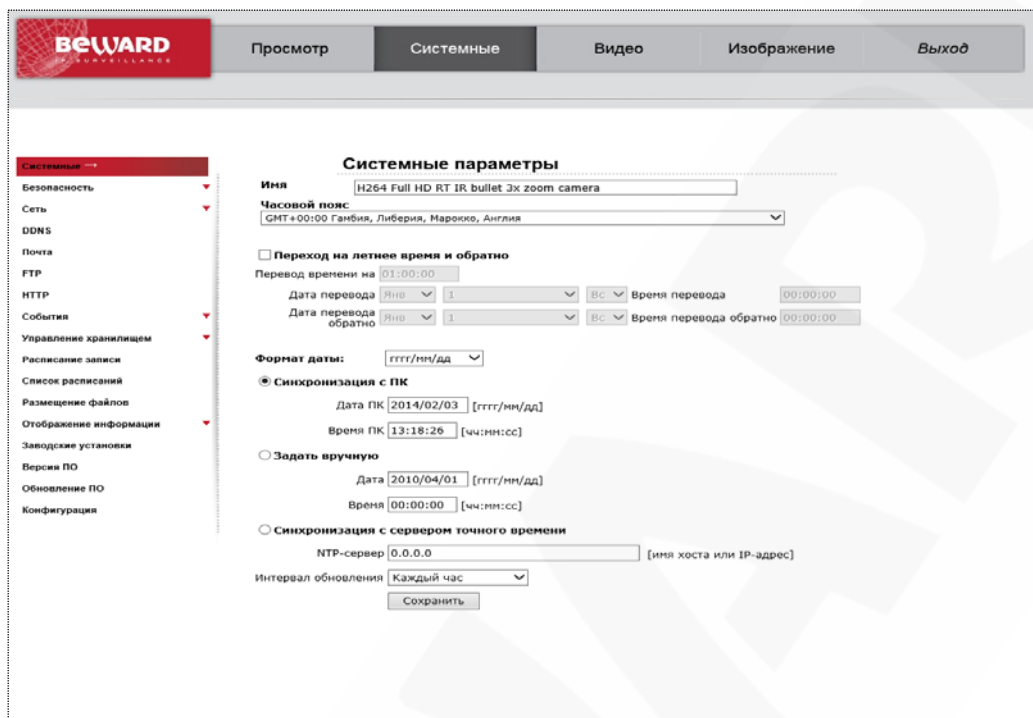 BEWARD
IP SURVEILLANCE
Просмотр Системные Видео Изображение Выход
Системные →
Безопасность
Сеть
DDNS
Почта
FTP
HTTP
События
Управление хранилищем
Расписание записи
Список расписаний
Размещение файлов
Отображение информации
Заводские установки
Версия ПО
Обновление ПО
Конфигурация
Системные параметры
Имя H264 Full HD RT IR bullet 3x zoom camera
Часовой пояс
GMT+00:00 Гамбия, Либерия, Марокко, Англия
Переход на летнее время и обратно
Перевод времени на 01:00:00
Дата перевода Янв 1 Вс Время перевода 00:00:00
Дата перевода обратно Янв 1 Вс Время перевода обратно 00:00:00
Формат даты: гггг/мм/дд
Синхронизация с ПК
Дата ПК 2014/02/03 [гггг/мм/дд]
Время ПК 13:18:26 [чч:мм:сс]
Задать вручную
Дата 2010/04/01 [гггг/мм/дд]
Время 00:00:00 [чч:мм:сс]
Синхронизация с сервером точного времени
NTP-сервер 0.0.0.0 [имя хоста или IP-адрес]
Интервал обновления Каждый час
Сохранить